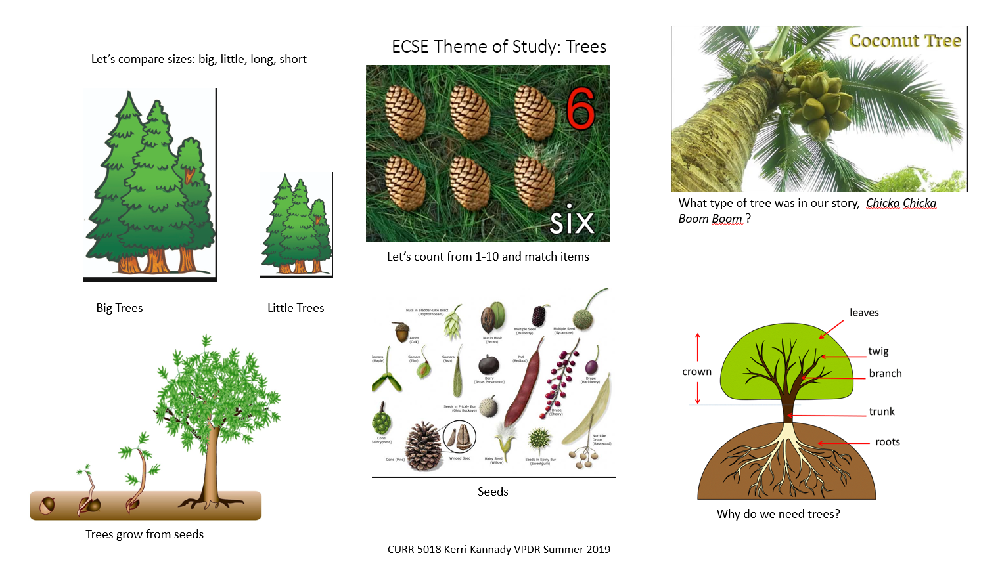 ECSE Theme of Study: Trees
Let's compare sizes: big, little, long, short
Big Trees
Little Trees
6
six
Let's count from 1-10 and match items
Coconut Tree
What type of tree was in our story, Chicka Chicka
Boom Boom ?
Trees grow from seeds
Nuts in Bladder-Like Bract
(Hophornbeam)
Acorn
(Oak)
Nut in Husk
(Pecan)
Multiple Seed
(Mulberry)
Multiple Seed
(Sycamore)
Samara
(Maple)
Samara
(Elm)
Samara
(Ash)
Berry
(Texas Persimmon)
Pod
(Redbud)
Drupe
(Cherry)
Drupe
(Hackberry)
Seeds in Prickly Bur
(Ohio Buckeye)
Cone
Baldcypress)
Cone (Pine)
Winged Seed
Hairy Seed
(Willow)
Seeds in Spiny Bur
(Sweetgum)
Nut-Like
Drupe
(Basswood)
Seeds
leaves
twig
crown
branch
trunk
roots
Why do we need trees?
CURR 5018 Kerri Kannady VPDR Summer 2019